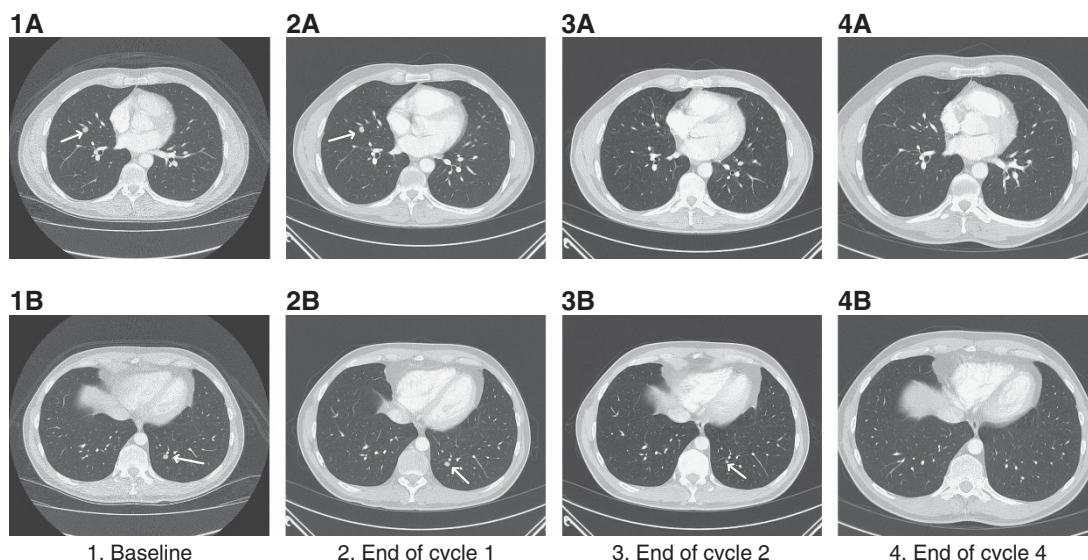 1A 2A 3A 4A
1B 2B 3B 4B
1. Baseline 2. End of cycle 1 3. End of cycle 2 4. End of cycle 4